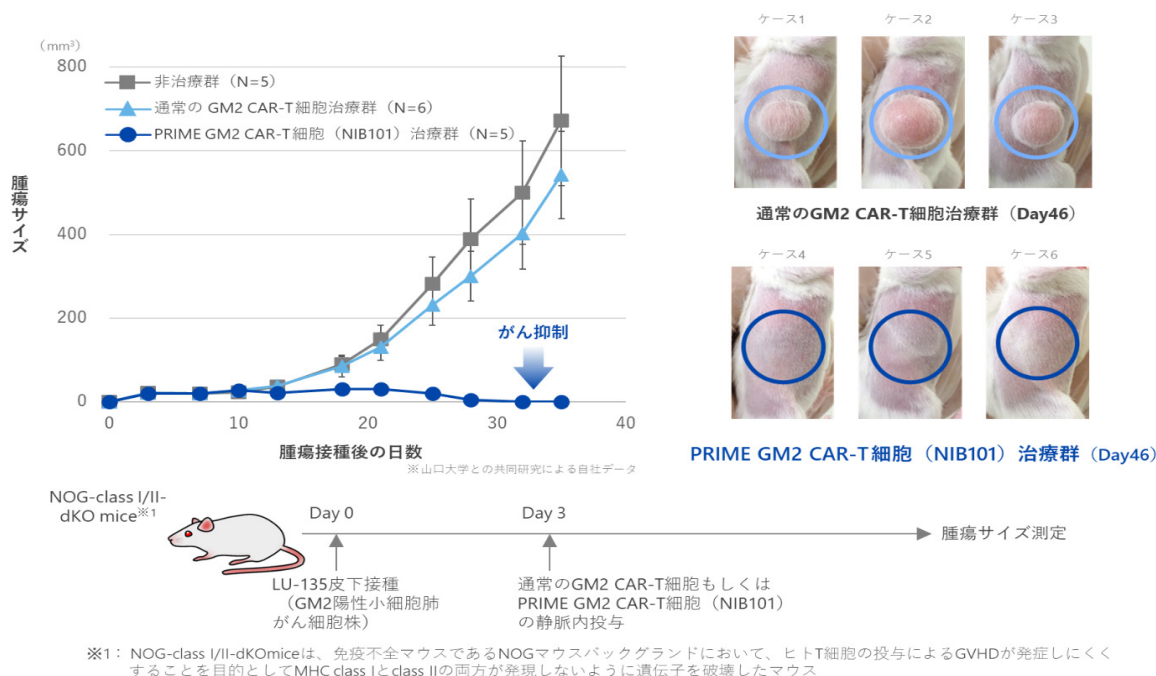 (mm³)
800
600
400
200
0
腫瘍サイズ
非治療群（N=5）
通常の GM2 CAR-T細胞治療群（N=6）
PRIME GM2 CAR-T細胞（NIB101）治療群（N=5）
がん抑制
0
10
20
30
40
腫瘍接種後の日数
※山口大学との共同研究による自社データ
ケース1
ケース2
ケース3
通常のGM2 CAR-T細胞治療群（Day46）
ケース4
ケース5
ケース6
PRIME GM2 CAR-T細胞（NIB101）治療群（Day46）
NOG-class I/II-
dKO mice※1
Day 0
Day 3
腫瘍サイズ測定
LU-135皮下接種
（GM2陽性小細胞肺
がん細胞株）
通常のGM2 CAR-T細胞もしくは
PRIME GM2 CAR-T細胞（NIB101）
の静脈内投与
※1： NOG-class I/II-dKOmiceは、免疫不全マウスであるNOGマウスバックグランドにおいて、ヒトT細胞の投与によるGVHDが発症しにくく
することを目的としてMHC class Iとclass IIの両方が発現しないように遺伝子を破壊したマウス